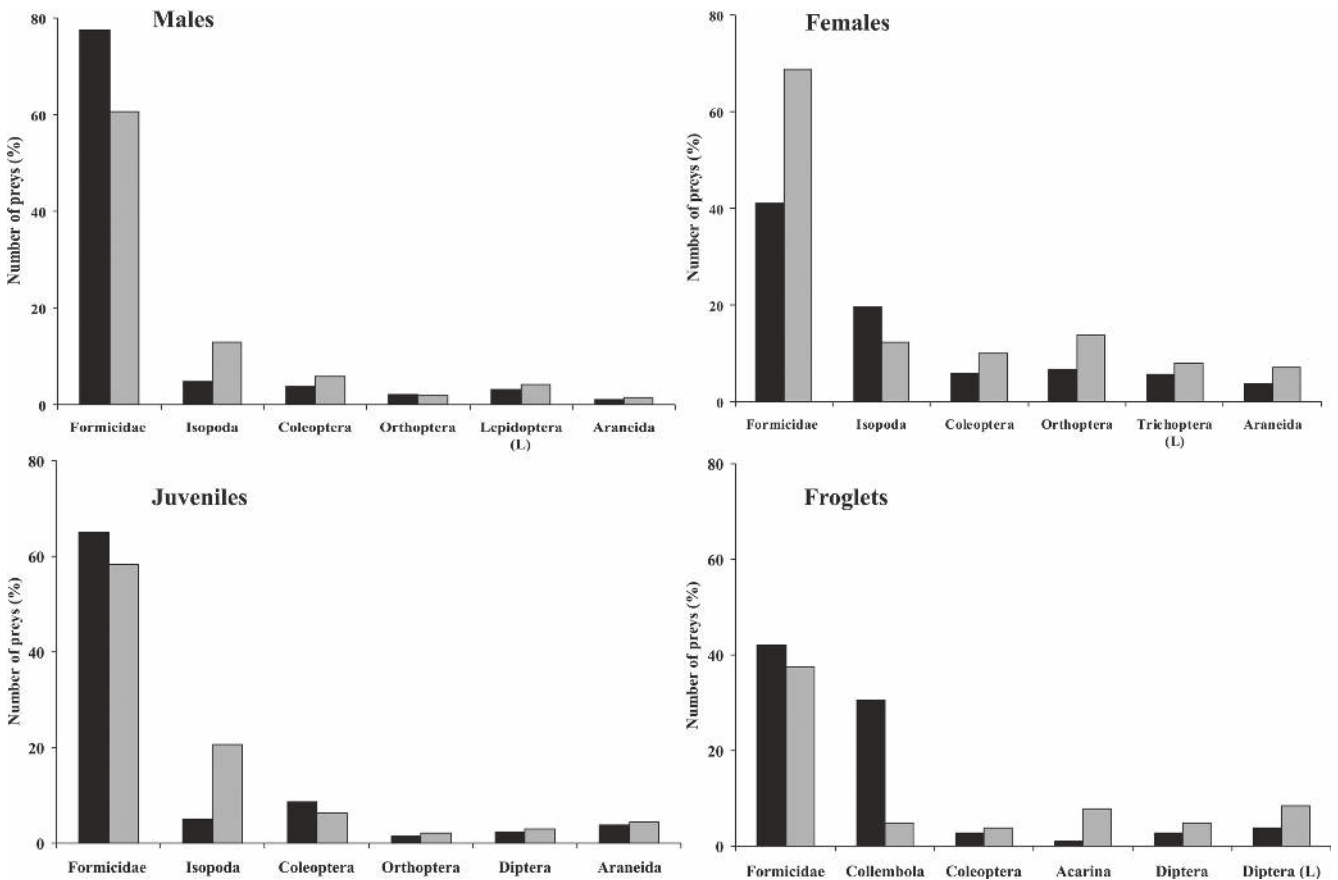 Males
Number of preys (%)
80
60
40
20
0
Formicidae Isopoda Coleoptera Orthoptera Lepidoptera Araneida
(L)
Females
Number of preys (%)
80
60
40
20
0
Formicidae Isopoda Coleoptera Orthoptera Trichoptera Araneida
(L)
Juveniles
Number of preys (%)
80
60
40
20
0
Formicidae Isopoda Coleoptera Orthoptera Diptera Araneida
Froglets
Number of preys (%)
80
60
40
20
0
Formicidae Collembola Coleoptera Acarina Diptera Diptera (L)